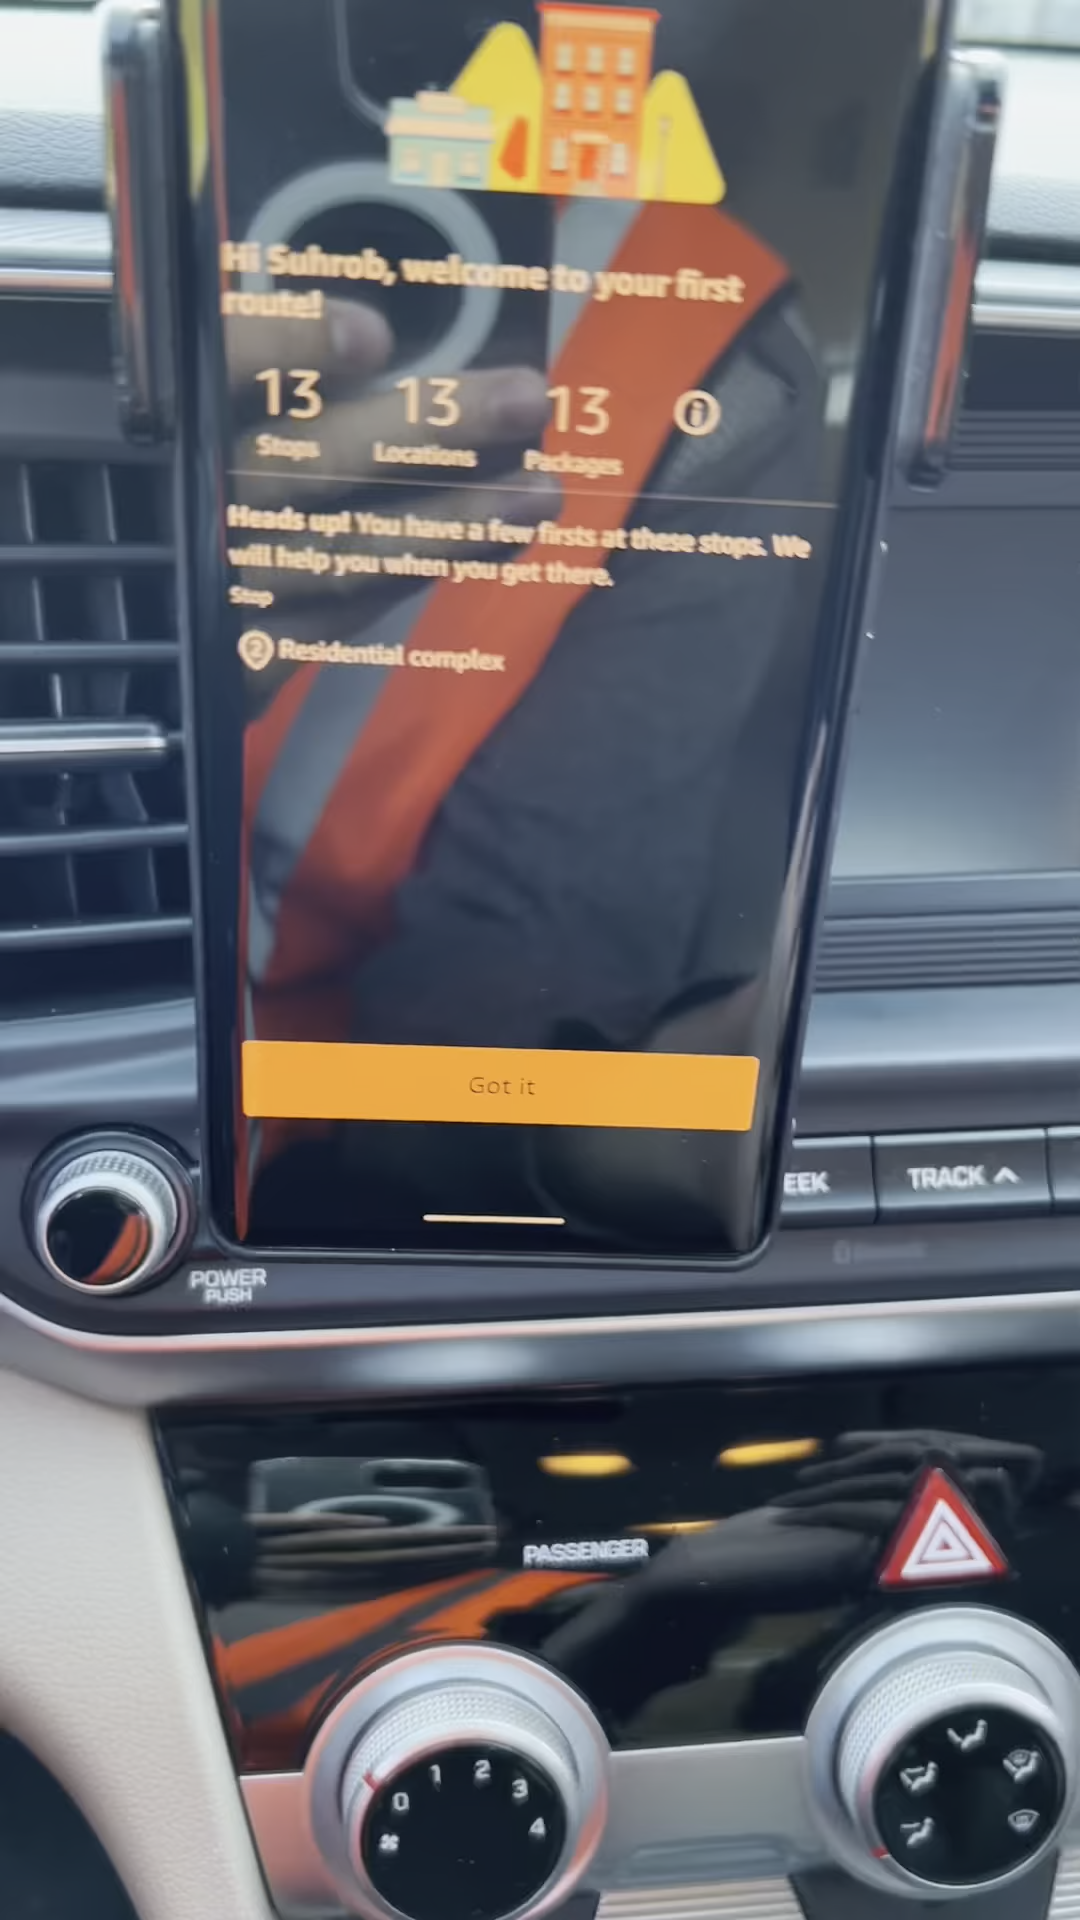 Hi Suhrob, welcome to your first
route!
13 13 13
Stops Locations Packages
Heads up! You have a few firsts at these stops. We
will help you when you get there.
Stop
2 Residential complex
Got it
EEK
TRACK
POWER
PUSH
PASSENGER
0 1 2 3 4